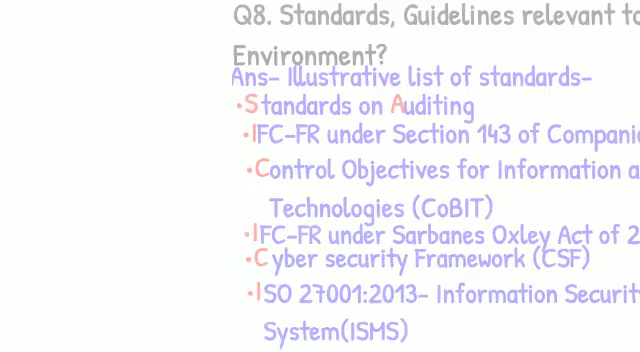 Q8. Standards, Guidelines relevant to
Environment?
Ans- Illustrative list of standards-
•Standards on Auditing
•IFC-FR under Section 143 of Compani
•Control Objectives for Information a
Technologies (CoBIT)
•IFC-FR under Sarbanes Oxley Act of 2
•Cyber security Framework (CSF)
•ISO 27001:2013- Information Securit
System(ISMS)